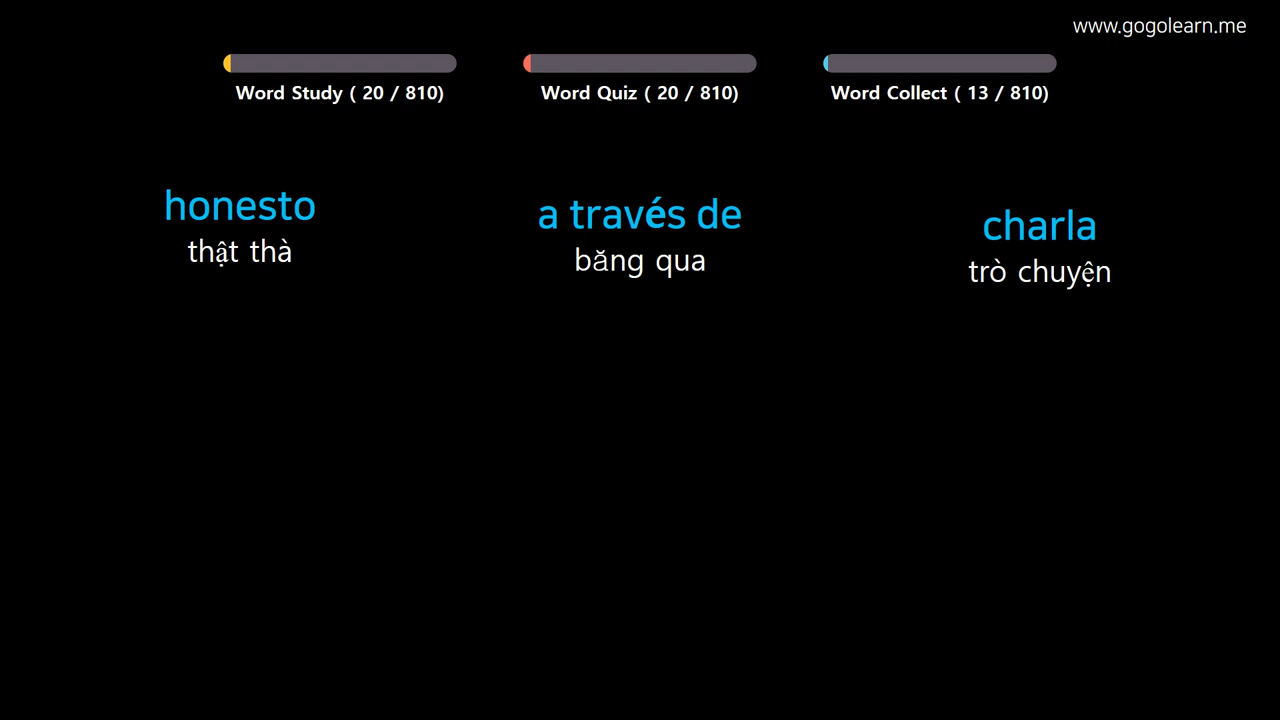 www.gogolearn.me
Word Study ( 20 / 810)
Word Quiz ( 20 / 810)
Word Collect ( 13 / 810)
honesto
thật thà
a través de
băng qua
charla
trò chuyện